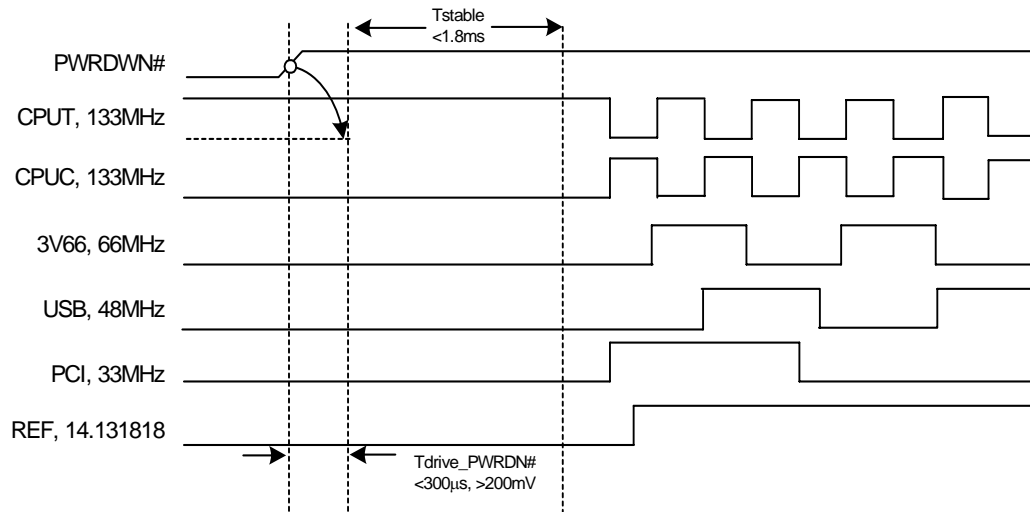 Tstable
<1.8ms
PWRDWN#
CPUT, 133MHz
CPUC, 133MHz
3V66, 66MHz
USB, 48MHz
PCI, 33MHz
REF, 14.131818
Tdrive_PWRDN#
<300μs, >200mV